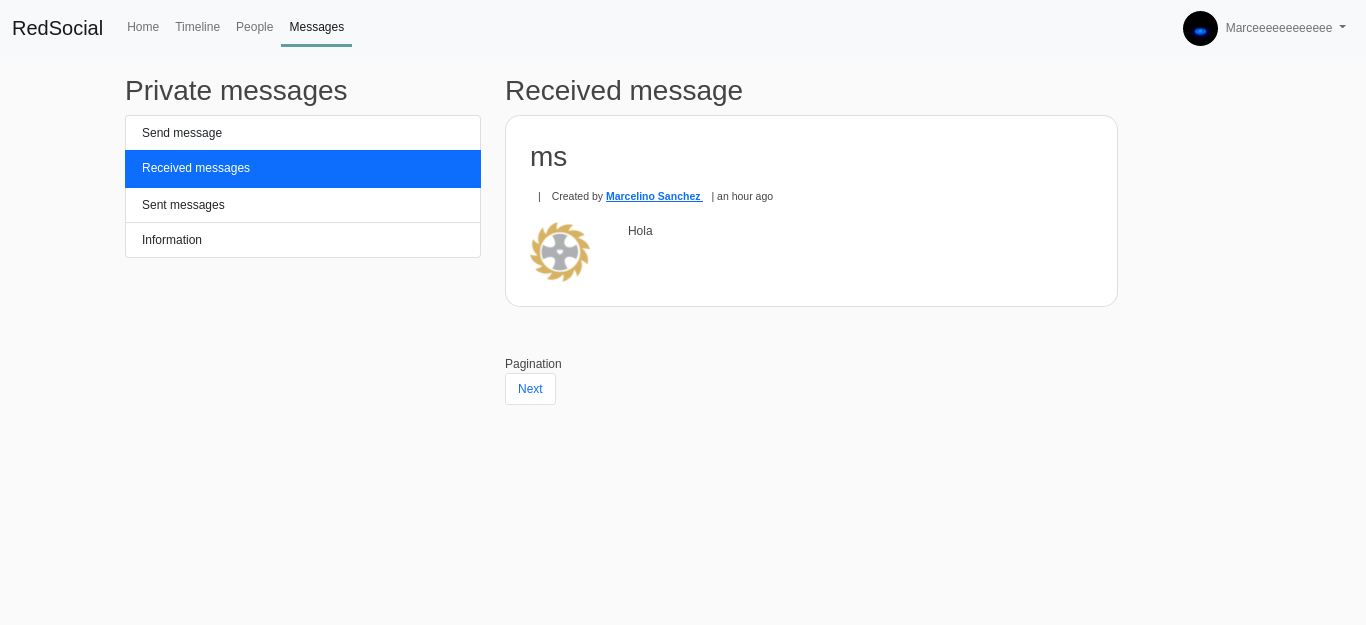 RedSocial Home Timeline People Messages Marceeeeeeeeeeee
Private messages
Send message
Received messages
Sent messages
Information
Received message
ms
| Created by Marcelino Sanchez | an hour ago
Hola
Pagination
Next